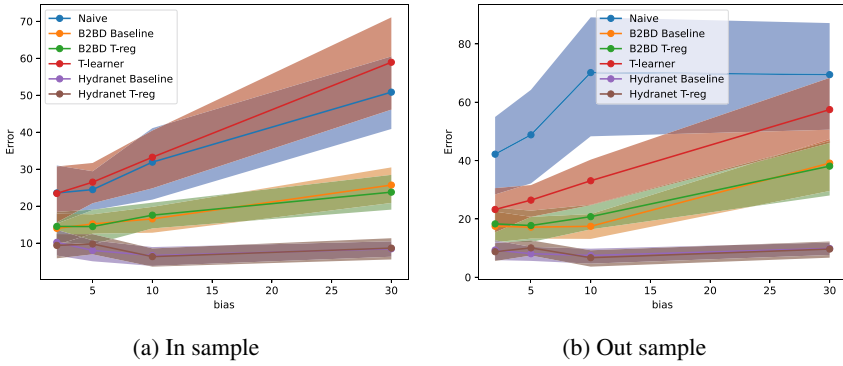 70
60
50
40
30
20
10
Error
Naive
B2BD Baseline
B2BD T-reg
T-learner
Hydranet Baseline
Hydranet T-reg
5
10
15
20
25
30
bias
(a) In sample
80
60
40
20
0
Error
Naive
B2BD Baseline
B2BD T-reg
T-learner
Hydranet Baseline
Hydranet T-reg
5
10
15
20
25
30
bias
(b) Out sample